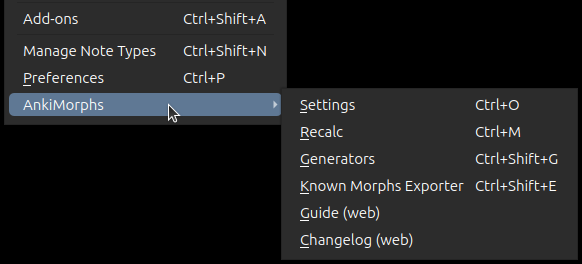 Add-ons Ctrl+Shift+A
Manage Note Types Ctrl+Shift+N
Preferences Ctrl+P
AnkiMorphs
Settings Ctrl+O
Recalc Ctrl+M
Generators Ctrl+Shift+G
Known Morphs Exporter Ctrl+Shift+E
Guide (web)
Changelog (web)